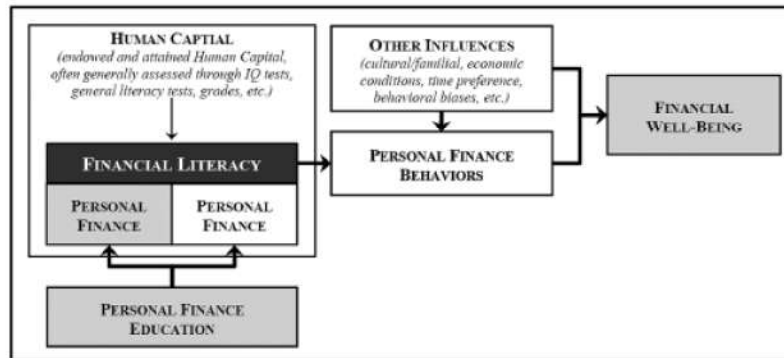 HUMAN CAPTIAL
(endowed and attained Human Capital,
often generally assessed through IQ tests,
general literacy tests, grades, etc.)
FINANCIAL LITERACY
PERSONAL
FINANCE
PERSONAL
FINANCE
PERSONAL FINANCE
EDUCATION
OTHER INFLUENCES
(cultural/familial, economic
conditions, time preference,
behavioral biases, etc.)
PERSONAL FINANCE
BEHAVIORS
FINANCIAL
WELL-BEING